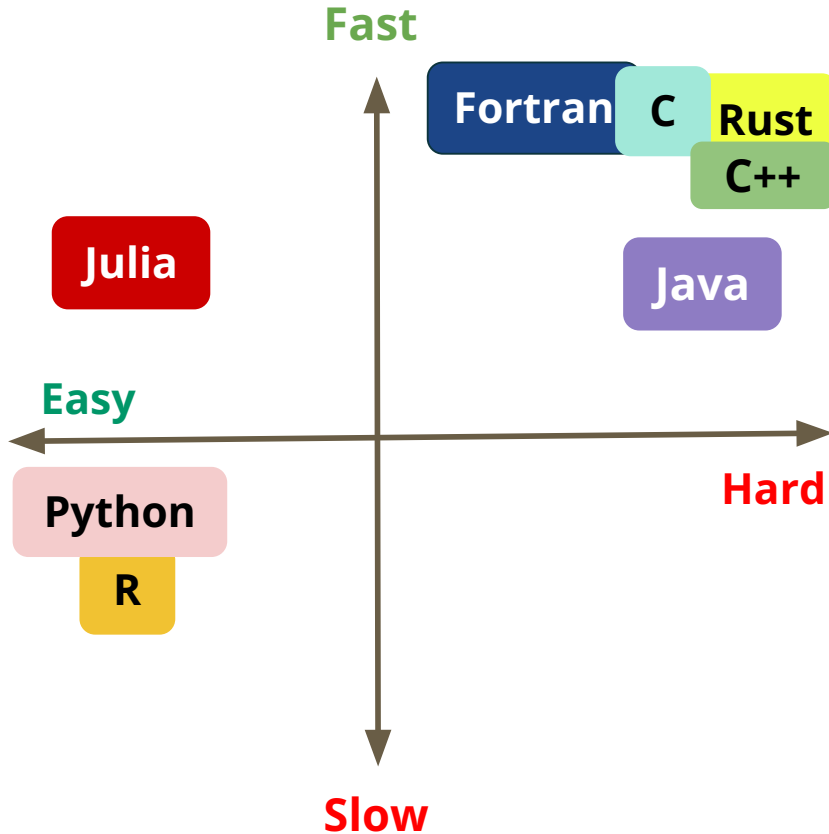 Fast
Fortran
C
Rust
C++
Julia
Java
Easy
Hard
Python
R
Slow